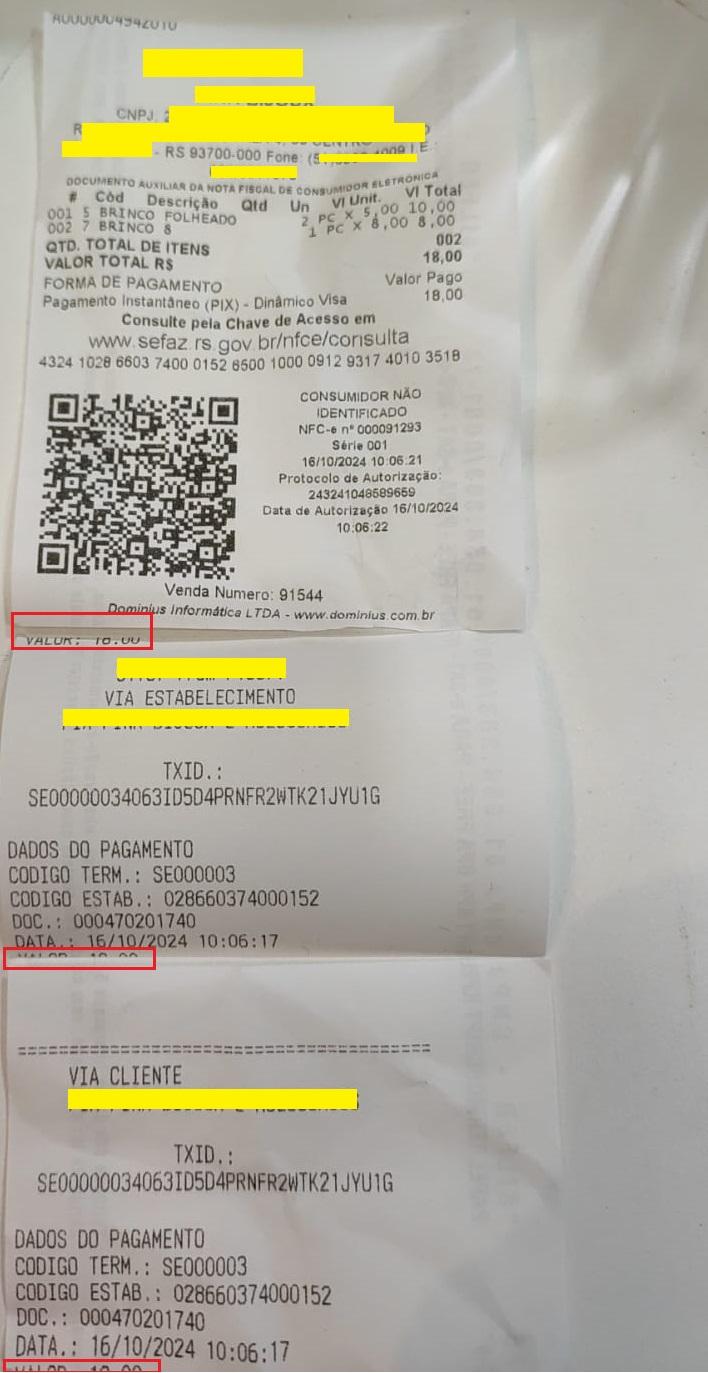 A00000004942010
CNPJ:
- RS 93700-000 Fone: (5
DOCUMENTO AUXILIAR DA NOTA FISCAL DE CONSUMIDOR ELETRÔNICA
# Cód Descrição Qtd Un Vl Unit. Vl Total
001 5 BRINCO FOLHEADO 2 PC X 5,00 10,00
002 7 BRINCO 8 1 PC X 8,00 8,00
QTD. TOTAL DE ITENS 002
VALOR TOTAL R$ 18,00
FORMA DE PAGAMENTO Valor Pago
Pagamento Instantâneo (PIX) - Dinâmico Visa 18,00
Consulte pela Chave de Acesso em
www.sefaz.rs.gov.br/nfce/consulta
4324 1028 6603 7400 0152 6500 1000 0912 9317 4010 3518
CONSUMIDOR NÃO
IDENTIFICADO
NFC-e nº 000091293
Série 001
16/10/2024 10:06:21
Protocolo de Autorização:
243241048589659
Data de Autorização 16/10/2024
10:06:22
Venda Numero: 91544
Dominius Informática LTDA - www.dominius.com.br
VALOR: 18.00
VIA ESTABELECIMENTO
TXID.:
SE00000034063ID5D4PRNFR2WTK21JYU1G
DADOS DO PAGAMENTO
CODIGO TERM.: SE000003
CODIGO ESTAB.: 028660374000152
DOC.: 000470201740
DATA.: 16/10/2024 10:06:17
==========================================
VIA CLIENTE
TXID.:
SE00000034063ID5D4PRNFR2WTK21JYU1G
DADOS DO PAGAMENTO
CODIGO TERM.: SE000003
CODIGO ESTAB.: 028660374000152
DOC.: 000470201740
DATA.: 16/10/2024 10:06:17